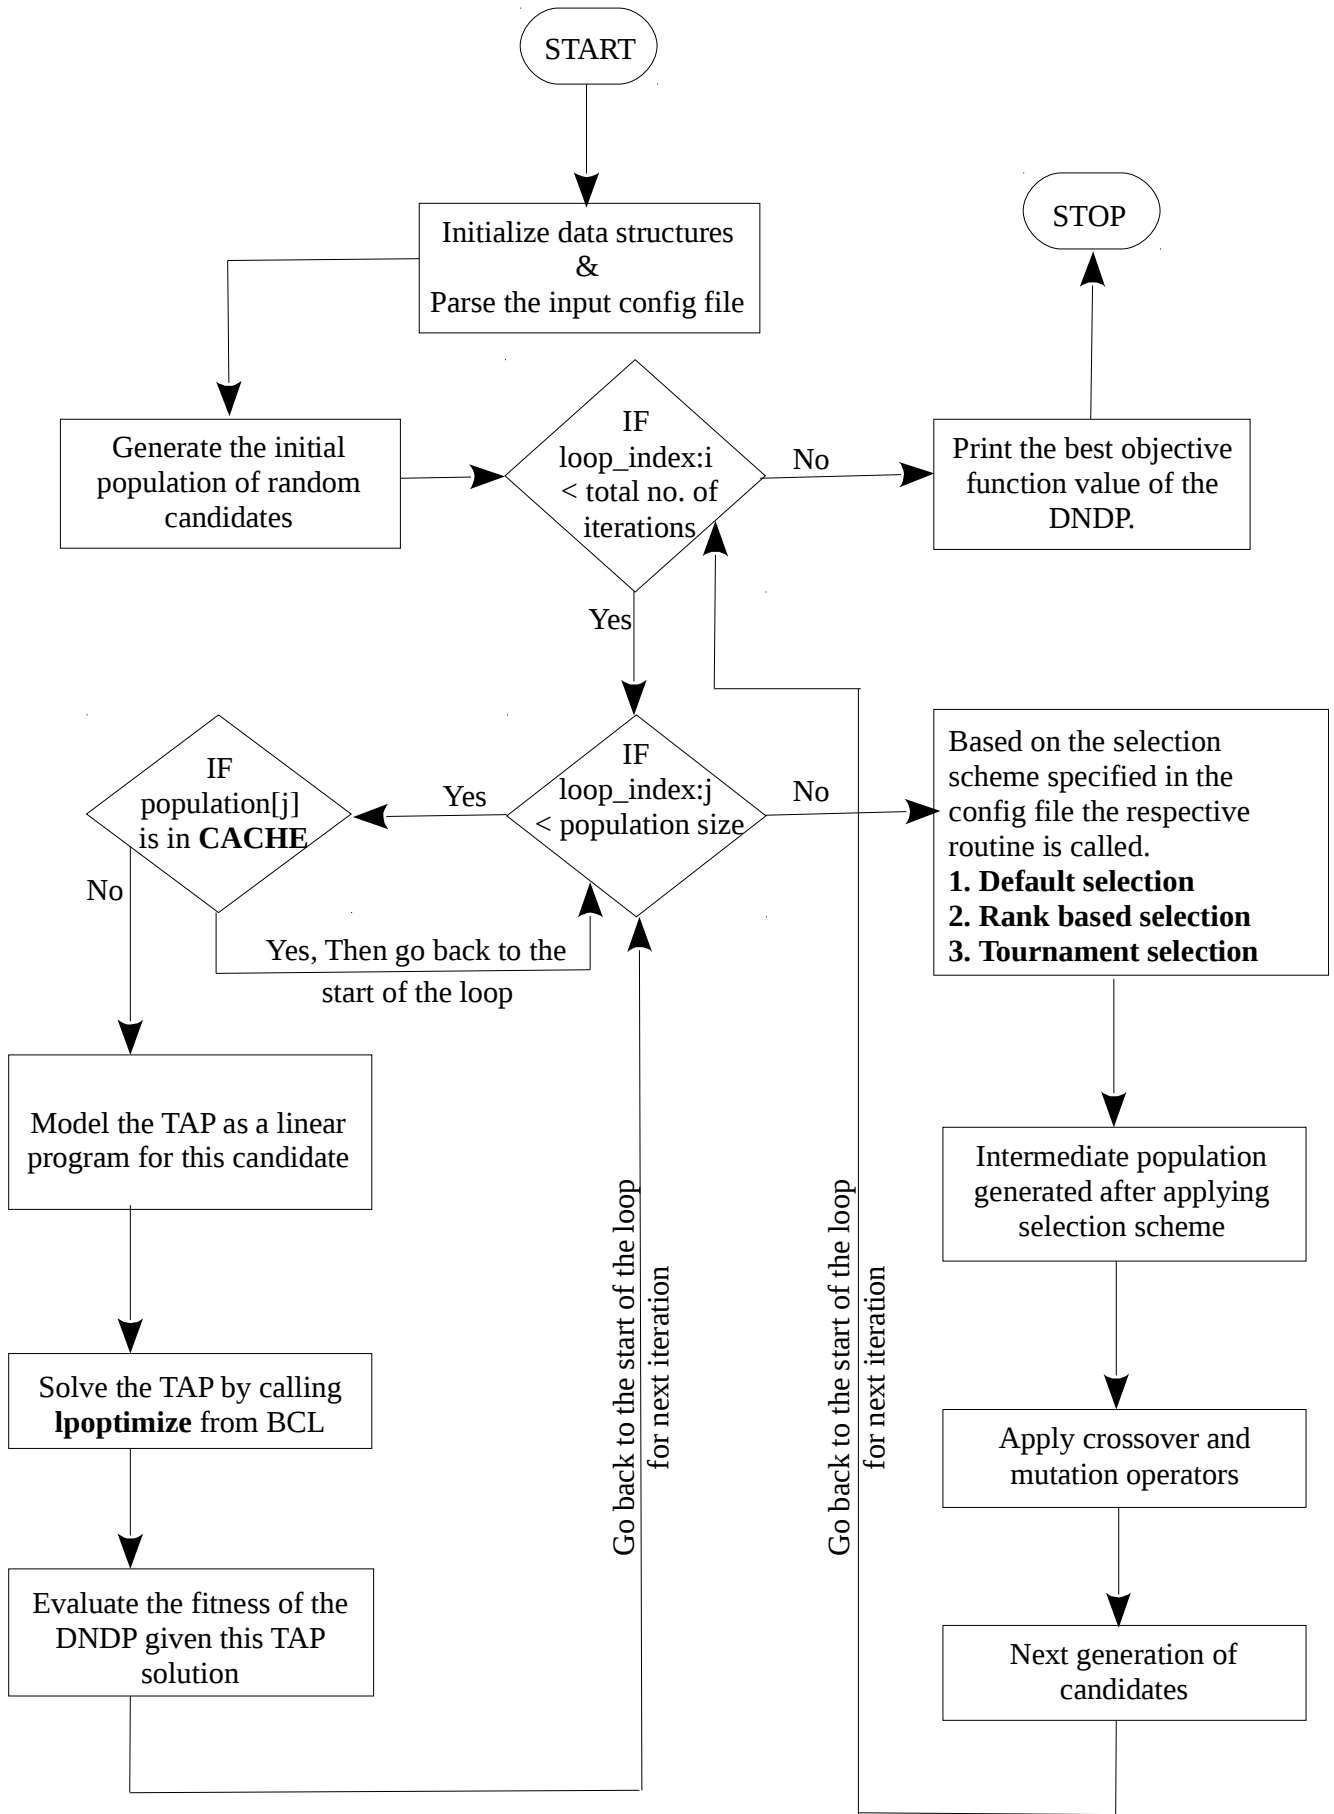 START
Initialize data structures
&
Parse the input config file
STOP
Generate the initial
population of random
candidates
IF
loop_index:i
< total no. of
iterations
No
Print the best objective
function value of the
DNDP.
Yes
IF
population[j]
is in CACHE
Yes
IF
loop_index:j
< population size
No
Based on the selection
scheme specified in the
config file the respective
routine is called.
1. Default selection
2. Rank based selection
3. Tournament selection
No
Yes, Then go back to the
start of the loop
Model the TAP as a linear
program for this candidate
Intermediate population
generated after applying
selection scheme
Go back to the start of the loop
for next iteration
Go back to the start of the loop
for next iteration
Solve the TAP by calling
lpoptimize from BCL
Apply crossover and
mutation operators
Evaluate the fitness of the
DNDP given this TAP
solution
Next generation of
candidates